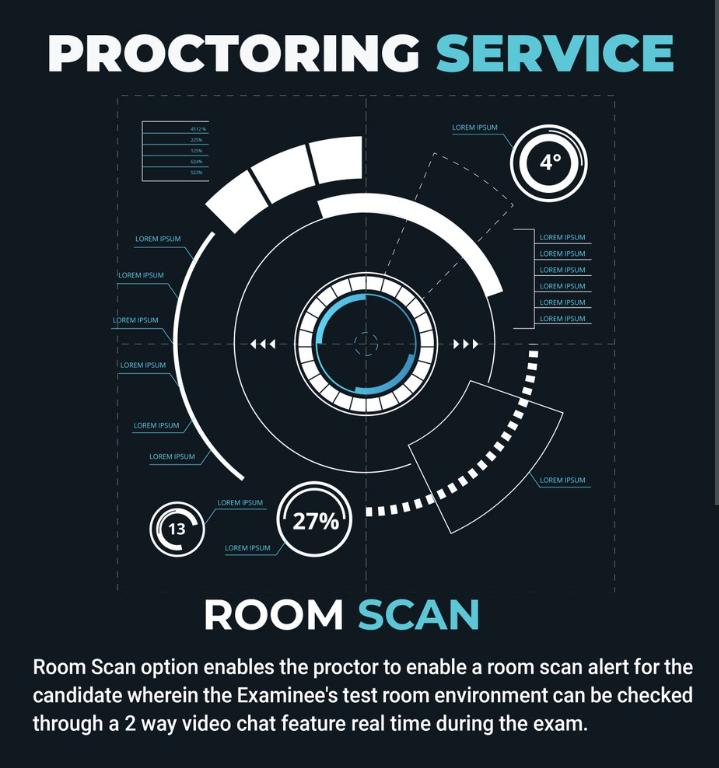 PROCTORING SERVICE
4512 %
225%
125%
624%
523%
LOREM IPSUM
4°
LOREM IPSUM
LOREM IPSUM
LOREM IPSUM
LOREM IPSUM
LOREM IPSUM
LOREM IPSUM
LOREM IPSUM
LOREM IPSUM
LOREM IPSUM
LOREM IPSUM
LOREM IPSUM
LOREM IPSUM
LOREM IPSUM
13
LOREM IPSUM
27%
LOREM IPSUM
ROOM SCAN
Room Scan option enables the proctor to enable a room scan alert for the
candidate wherein the Examinee's test room environment can be checked
through a 2 way video chat feature real time during the exam.